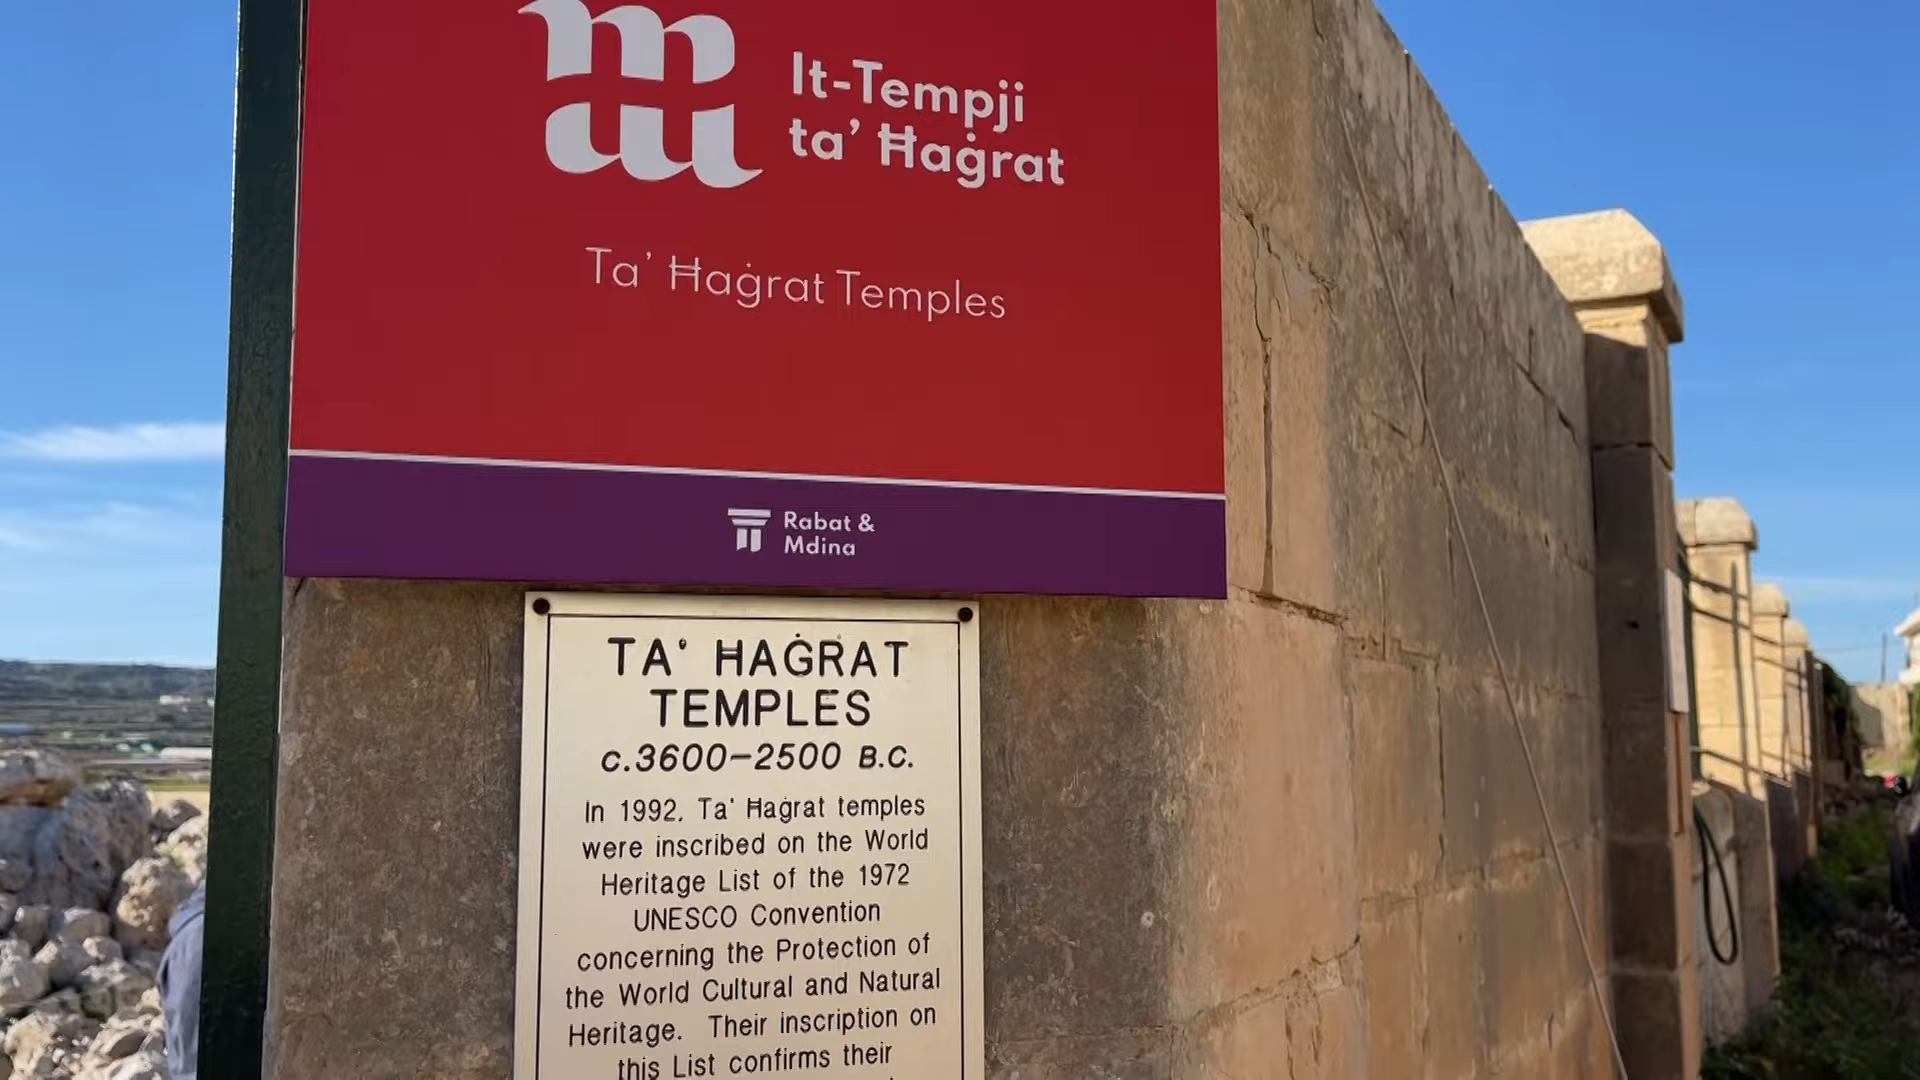 It-Tempji
ta' Ħaġrat
Ta' Ħaġrat Temples
Rabat &
Mdina
TA' ĦAĠRAT
TEMPLES
c.3600–2500 B.C.
In 1992, Ta' Ħaġrat temples
were inscribed on the World
Heritage List of the 1972
UNESCO Convention
concerning the Protection of
the World Cultural and Natural
Heritage. Their inscription on
this List confirms their